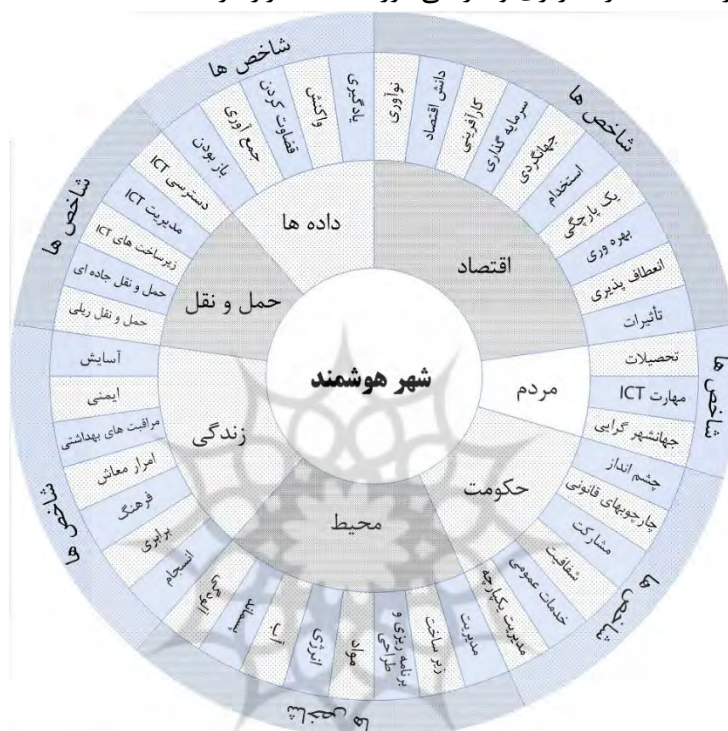 شهر هوشمند
اقتصاد
نوآوری
دانش اقتصاد
کارآفرینی
سرمایه گذاری
جهانگردی
استخدام
یک پارچگی
بهره وری
انعطاف پذیری
تأثیرات
شاخص ها
مردم
تحصیلات
مهارت ICT
جهانشهر گرایی
شاخص ها
حکومت
چشم انداز
چارچوبهای قانونی
مشارکت
شفافیت
خدمات عمومی
مدیریت یکپارچه
شاخص ها
محیط
مدیریت
زیر ساخت
برنامه ریزی و
طراحی
مواد
انرژی
آب
پسماند
آلودگی
شاخص ها
زندگی
انسجام
برابری
فرهنگ
امرار معاش
مراقبت های بهداشتی
ایمنی
آسایش
شاخص ها
حمل و نقل
حمل و نقل ریلی
حمل و نقل جاده ای
زیرساخت های ICT
مدیریت ICT
دسترسی ICT
شاخص ها
داده ها
باز بودن
جمع آوری
قضاوت کردن
واکنش
یادگیری
شاخص ها